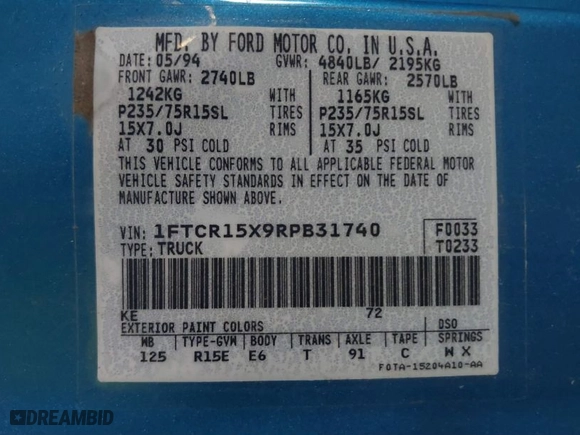 MFD. BY FORD MOTOR CO. IN U.S.A.
DATE: 05/94 GVWR: 4840LB/ 2195KG
FRONT GAWR: 2740LB REAR GAWR: 2570LB
1242KG WITH 1165KG WITH
P235/75R15SL TIRES P235/75R15SL TIRES
15X7.0J RIMS 15X7.0J RIMS
AT 30 PSI COLD AT 35 PSI COLD
THIS VEHICLE CONFORMS TO ALL APPLICABLE FEDERAL MOTOR
VEHICLE SAFETY STANDARDS IN EFFECT ON THE DATE OF
MANUFACTURE SHOWN ABOVE.
VIN: 1FTCR15X9RPB31740 F0033
TYPE: TRUCK T0233
KE 72
EXTERIOR PAINT COLORS DSO
WB TYPE-GVW BODY TRANS AXLE TAPE SPRINGS
125 R15E E6 T 91 C W X
F0TA-15204A10-AA
DREAMBID